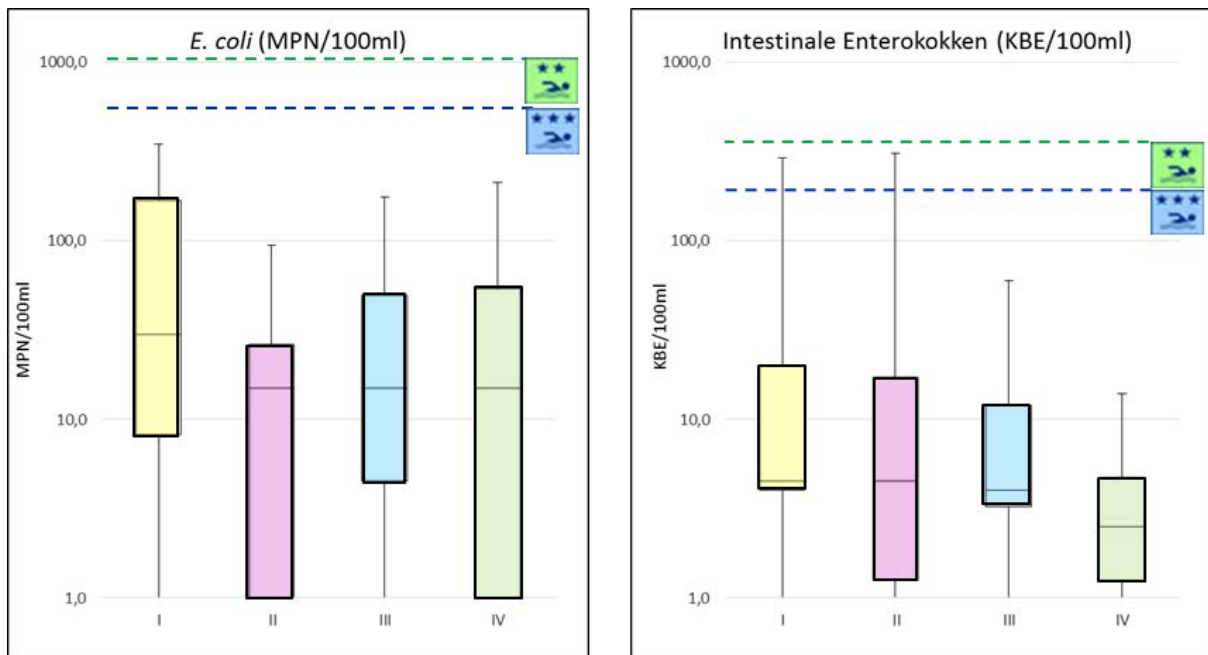 E. coli (MPN/100ml)
1000,0
100,0
10,0
1,0
MPN/100ml
I II III IV
Intestinale Enterokokken (KBE/100ml)
1000,0
100,0
10,0
1,0
KBE/100ml
I II III IV